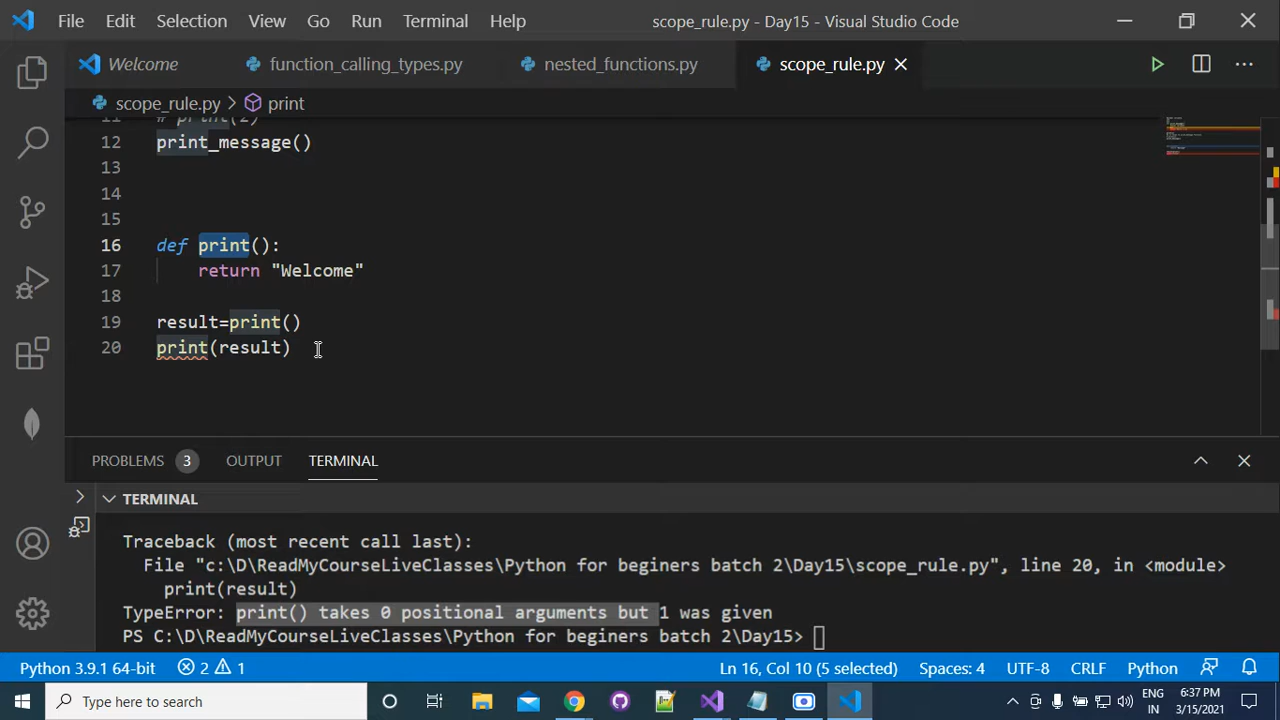 File Edit Selection View Go Run Terminal Help scope_rule.py - Day15 - Visual Studio Code
Welcome function_calling_types.py nested_functions.py scope_rule.py
scope_rule.py > print
11 # print(2)
12 print_message()
13
14
15
16 def print():
17 return "Welcome"
18
19 result=print()
20 print(result)
PROBLEMS 3 OUTPUT TERMINAL
TERMINAL
Traceback (most recent call last):
File "c:\D\ReadMyCourseLiveClasses\Python for beginers batch 2\Day15\scope_rule.py", line 20, in <module>
print(result)
TypeError: print() takes 0 positional arguments but 1 was given
PS C:\D\ReadMyCourseLiveClasses\Python for beginers batch 2\Day15>
Python 3.9.1 64-bit 2 1 Ln 16, Col 10 (5 selected) Spaces: 4 UTF-8 CRLF Python
Type here to search
ENG 6:37 PM
IN 3/15/2021